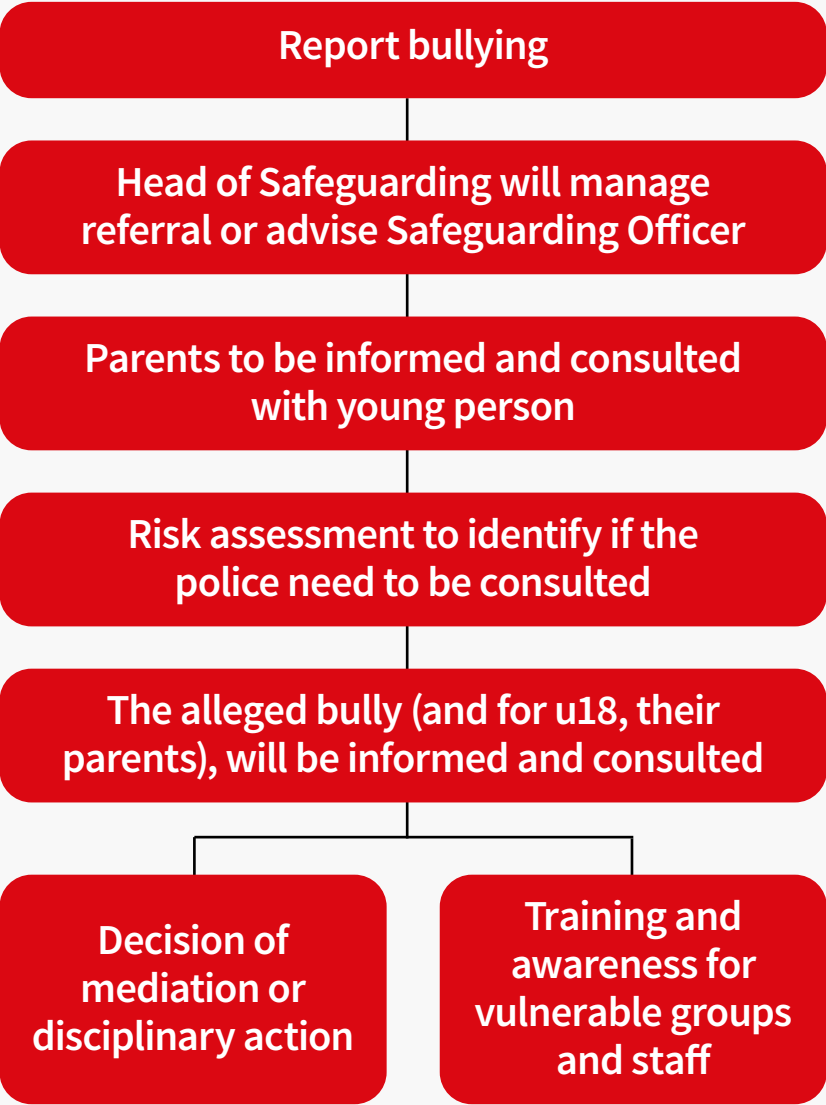 Report bullying
Head of Safeguarding will manage
referral or advise Safeguarding Officer
Parents to be informed and consulted
with young person
Risk assessment to identify if the
police need to be consulted
The alleged bully (and for u18, their
parents), will be informed and consulted
Decision of
mediation or
disciplinary action
Training and
awareness for
vulnerable groups
and staff